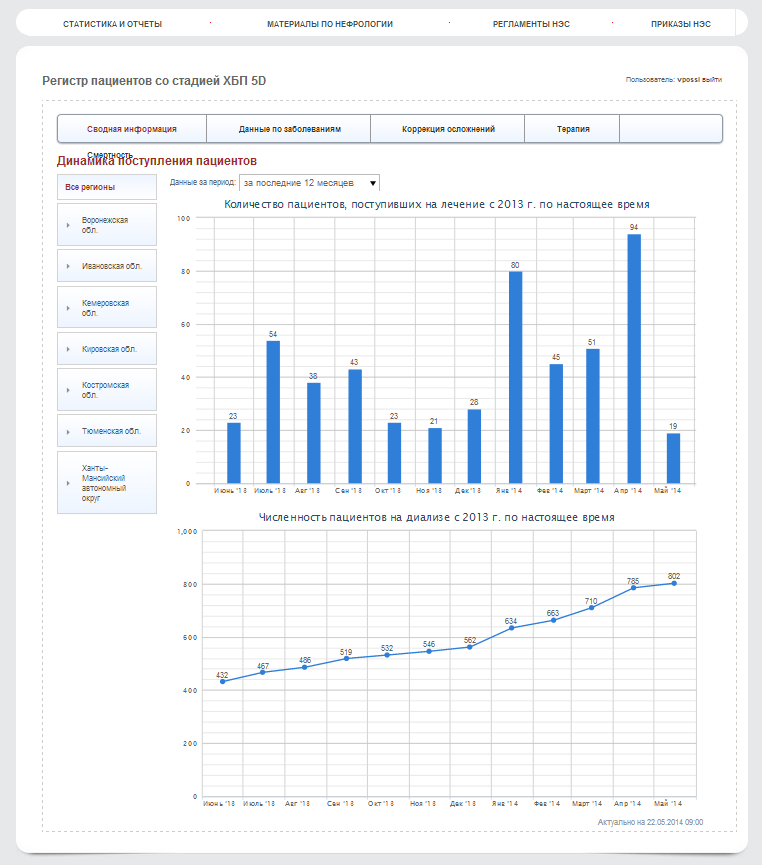 СТАТИСТИКА И ОТЧЕТЫ МАТЕРИАЛЫ ПО НЕФРОЛОГИИ РЕГЛАМЕНТЫ НЭС ПРИКАЗЫ НЭС
Регистр пациентов со стадией ХБП 5D
Пользователь: vpossi выйти
Сводная информация Данные по заболеваниям Коррекция осложнений Терапия
Смертность
Динамика поступления пациентов
Все регионы
Воронежская
обл.
Ивановская обл.
Кемеровская
обл.
Кировская обл.
Костромская
обл.
Тюменская обл.
Ханты-
Мансийский
автономный
округ
Данные за период: за последние 12 месяцев
Количество пациентов, поступивших на лечение с 2013 г. по настоящее время
100
80
60
40
20
0
23 54 38 43 23 21 28 80 45 51 94 19
Июнь '13 Июль '13 Авг '13 Сен '13 Окт '13 Ноя '13 Дек '13 Янв '14 Фев '14 Март '14 Апр '14 Май '14
Численность пациентов на диализе с 2013 г. по настоящее время
1,000
800
600
400
200
0
432 467 486 519 532 546 562 634 663 710 785 802
Июнь '13 Июль '13 Авг '13 Сен '13 Окт '13 Ноя '13 Дек '13 Янв '14 Фев '14 Март '14 Апр '14 Май '14
Актуально на 22.05.2014 09:00